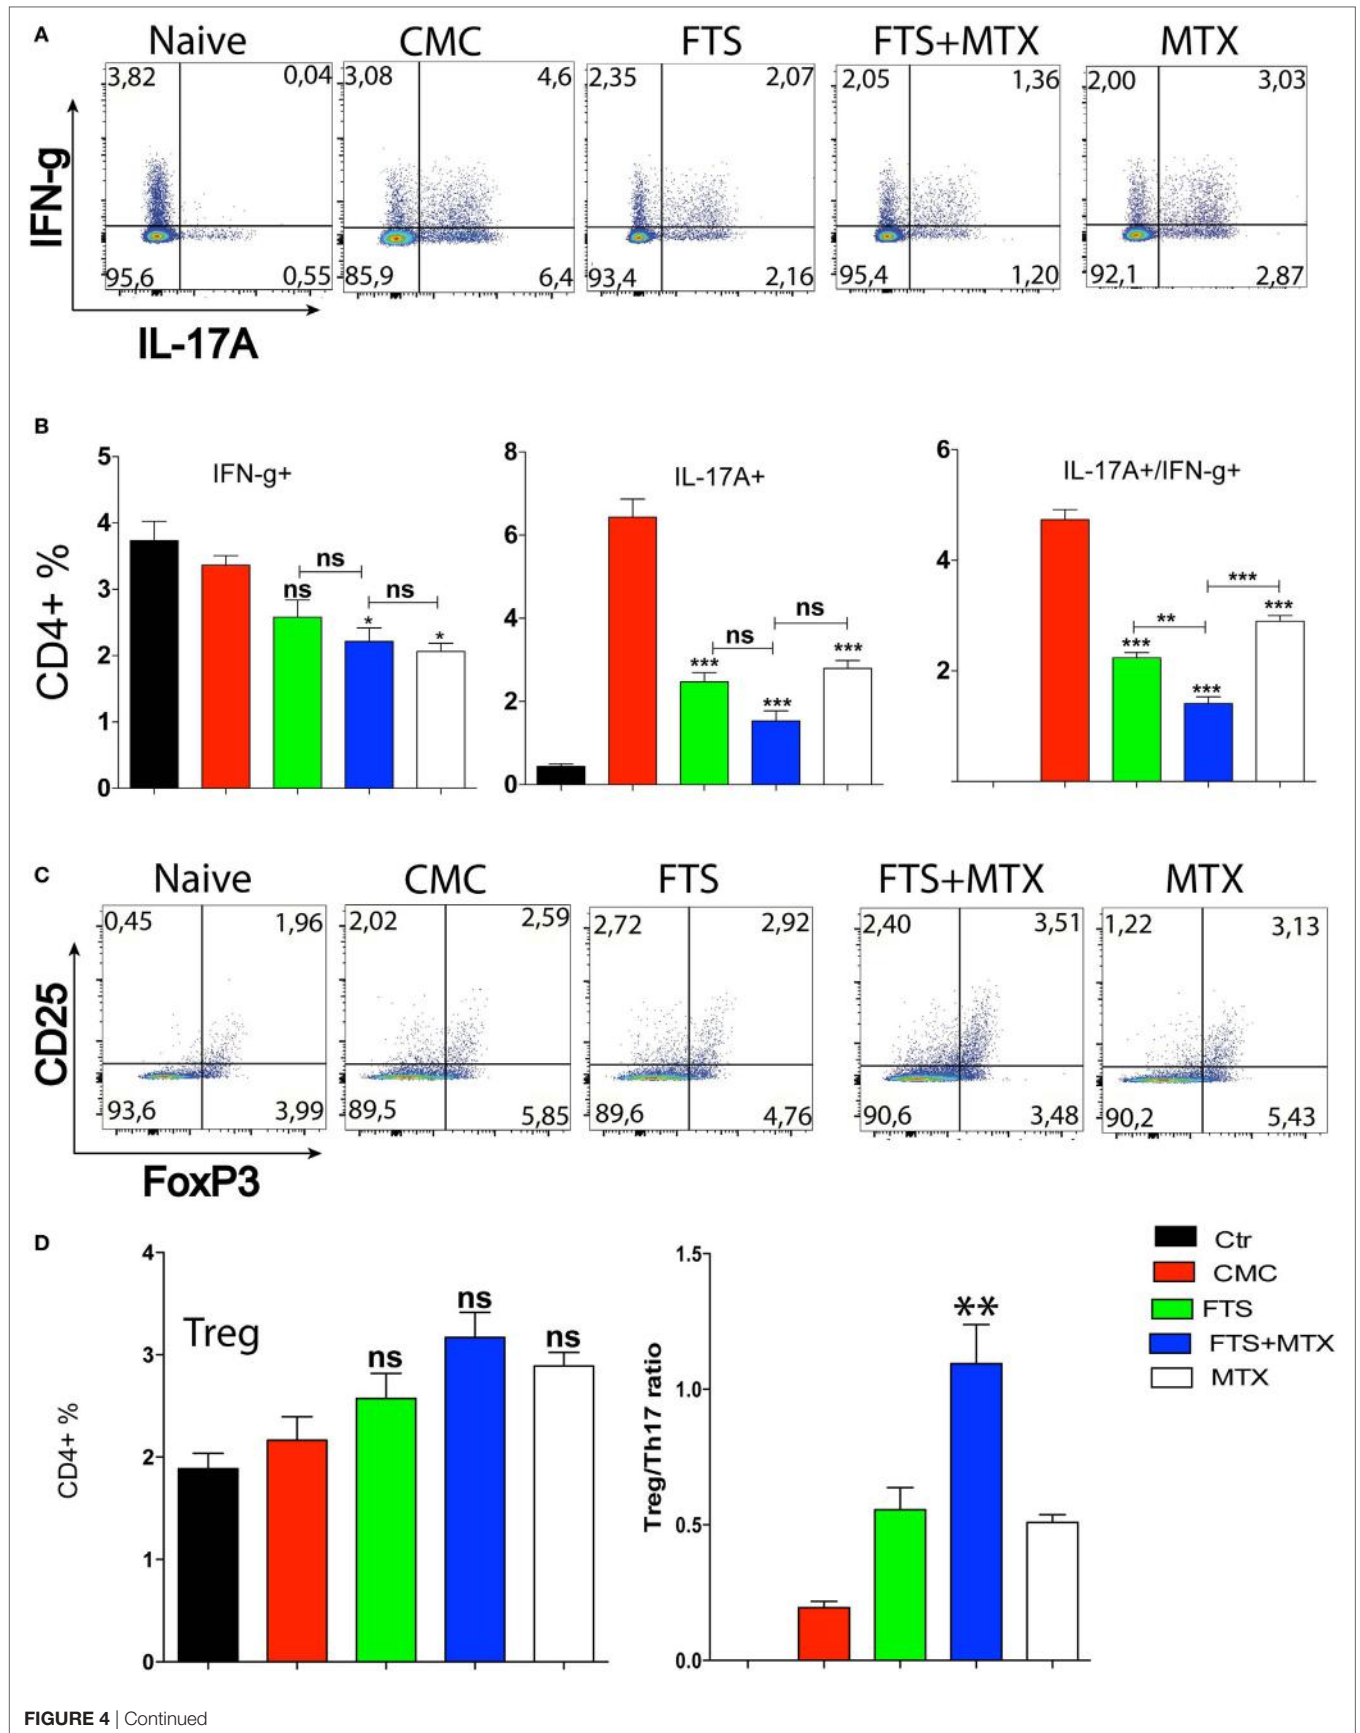 A
Naive CMC FTS FTS+MTX MTX
3,82 0,04 3,08 4,6 2,35 2,07 2,05 1,36 2,00 3,03
IFN-g
95,6 0,55 85,9 6,4 93,4 2,16 95,4 1,20 92,1 2,87
IL-17A
B
CD4+ %
5
4
3
2
1
0
IFN-g+
ns
ns
ns
*
*
8
6
4
2
0
IL-17A+
ns
ns
***
***
***
6
4
2
IL-17A+/IFN-g+
***
**
***
***
***
C
Naive CMC FTS FTS+MTX MTX
0,45 1,96 2,02 2,59 2,72 2,92 2,40 3,51 1,22 3,13
CD25
93,6 3,99 89,5 5,85 89,6 4,76 90,6 3,48 90,2 5,43
FoxP3
D
CD4+ %
4
3
2
1
0
Treg
ns
ns
ns
Treg/Th17 ratio
1.5
1.0
0.5
0.0
**
Ctr
CMC
FTS
FTS+MTX
MTX
FIGURE 4 | Continued